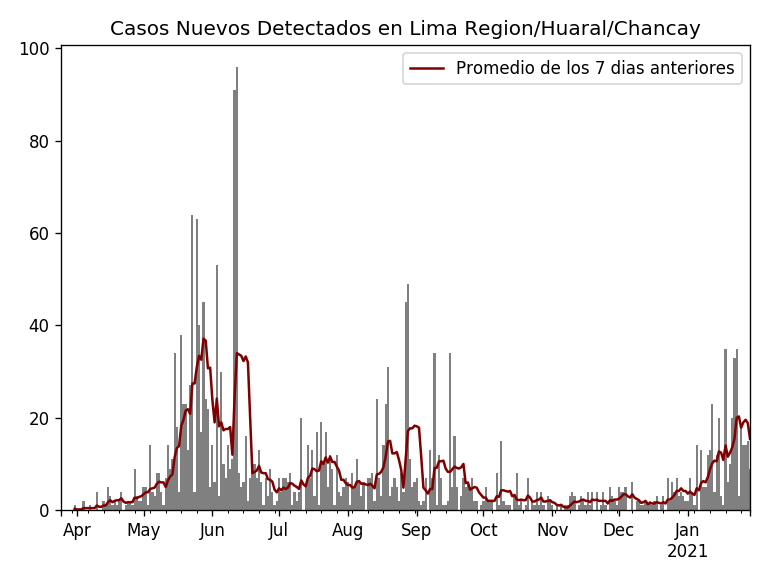 Casos Nuevos Detectados en Lima Region/Huaral/Chancay
Promedio de los 7 dias anteriores
100
80
60
40
20
0
Apr May Jun Jul Aug Sep Oct Nov Dec Jan
2021